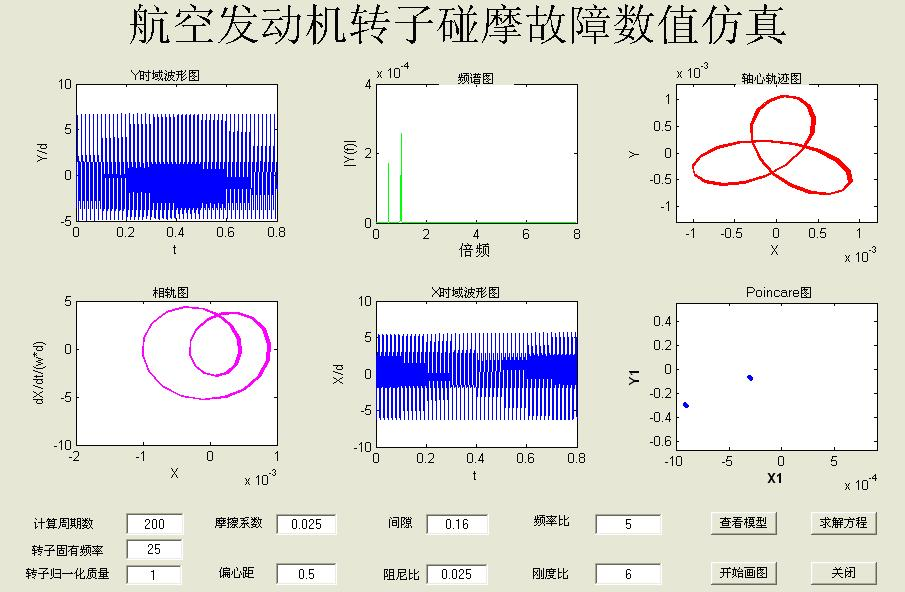 航空发动机转子碰摩故障数值仿真
Y时域波形图
10
5
0
-5
Y/d
0 0.2 0.4 0.6 0.8
t
频谱图
x 10^-4
4
2
0
|Y(f)|
0 2 4 6 8
倍频
轴心轨迹图
x 10^-3
1
0.5
0
-0.5
-1
Y
-1 -0.5 0 0.5 1
X
x 10^-3
相轨图
5
0
-5
-10
dX/dt/(w*d)
-2 -1 0 1
X
x 10^-3
X时域波形图
10
5
0
-5
-10
X/d
0 0.2 0.4 0.6 0.8
t
Poincare图
0.4
0.2
0
-0.2
-0.4
-0.6
Y1
-10 -5 0 5
X1
x 10^-4
计算周期数 200 摩擦系数 0.025 间隙 0.16 频率比 5 查看模型 求解方程
转子固有频率 25
转子归一化质量 1 偏心距 0.5 阻尼比 0.025 刚度比 6 开始画图 关闭